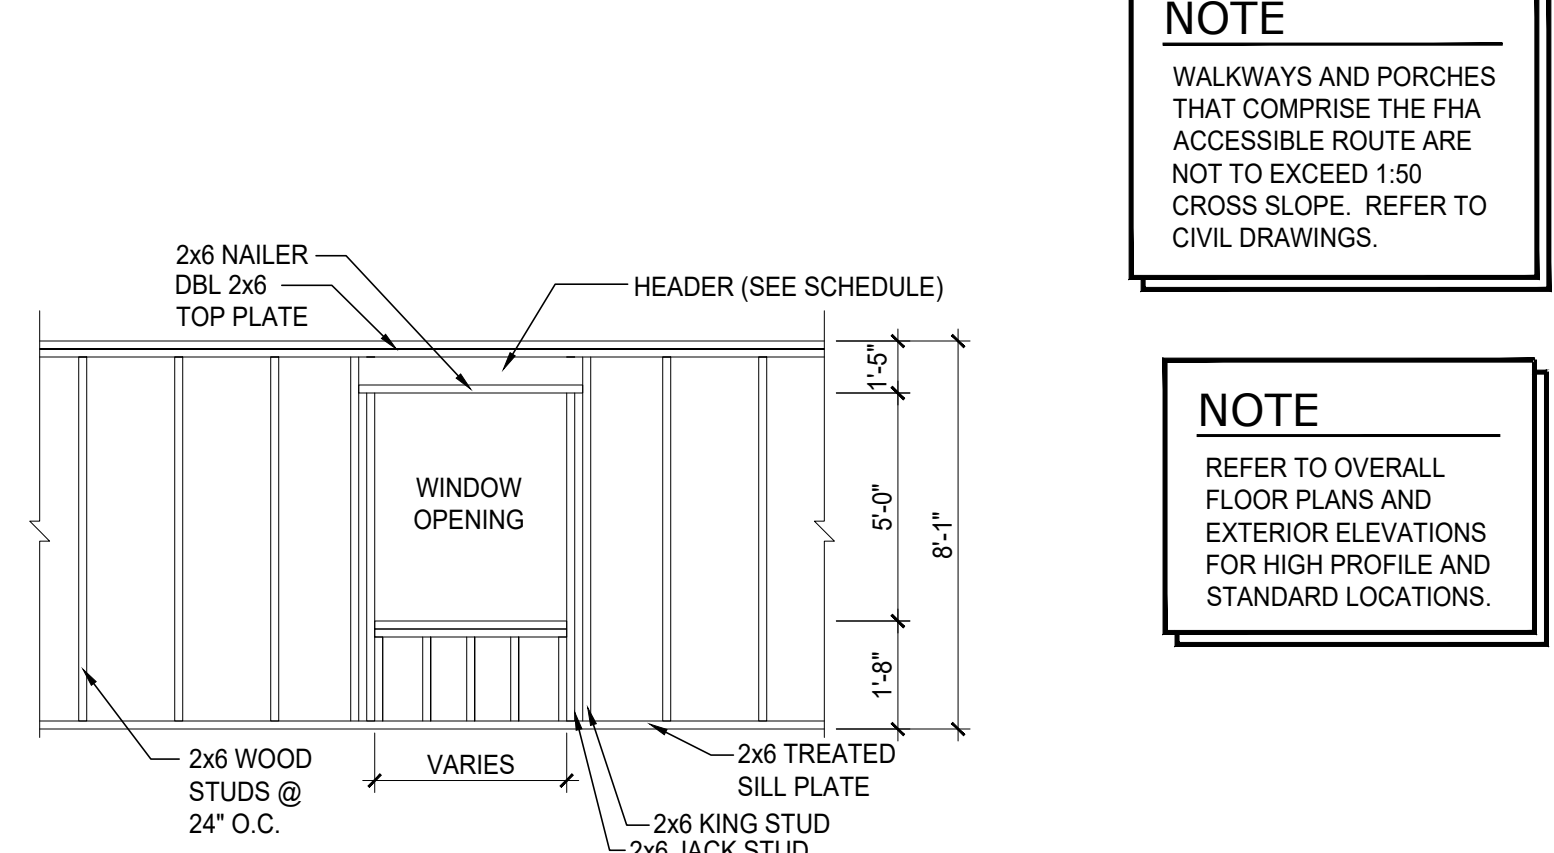 NOTE
WALKWAYS AND PORCHES
THAT COMPRISE THE FHA
ACCESSIBLE ROUTE ARE
NOT TO EXCEED 1:50
CROSS SLOPE.  REFER TO
CIVIL DRAWINGS.
2x6 NAILER
DBL 2x6
TOP PLATE
HEADER (SEE SCHEDULE)
1'-5"
WINDOW
OPENING
5'-0"
8'-1"
1'-8"
2x6 WOOD
STUDS @
24" O.C.
VARIES
2x6 TREATED
SILL PLATE
2x6 KING STUD
2x6 JACK STUD
NOTE
REFER TO OVERALL
FLOOR PLANS AND
EXTERIOR ELEVATIONS
FOR HIGH PROFILE AND
STANDARD LOCATIONS.